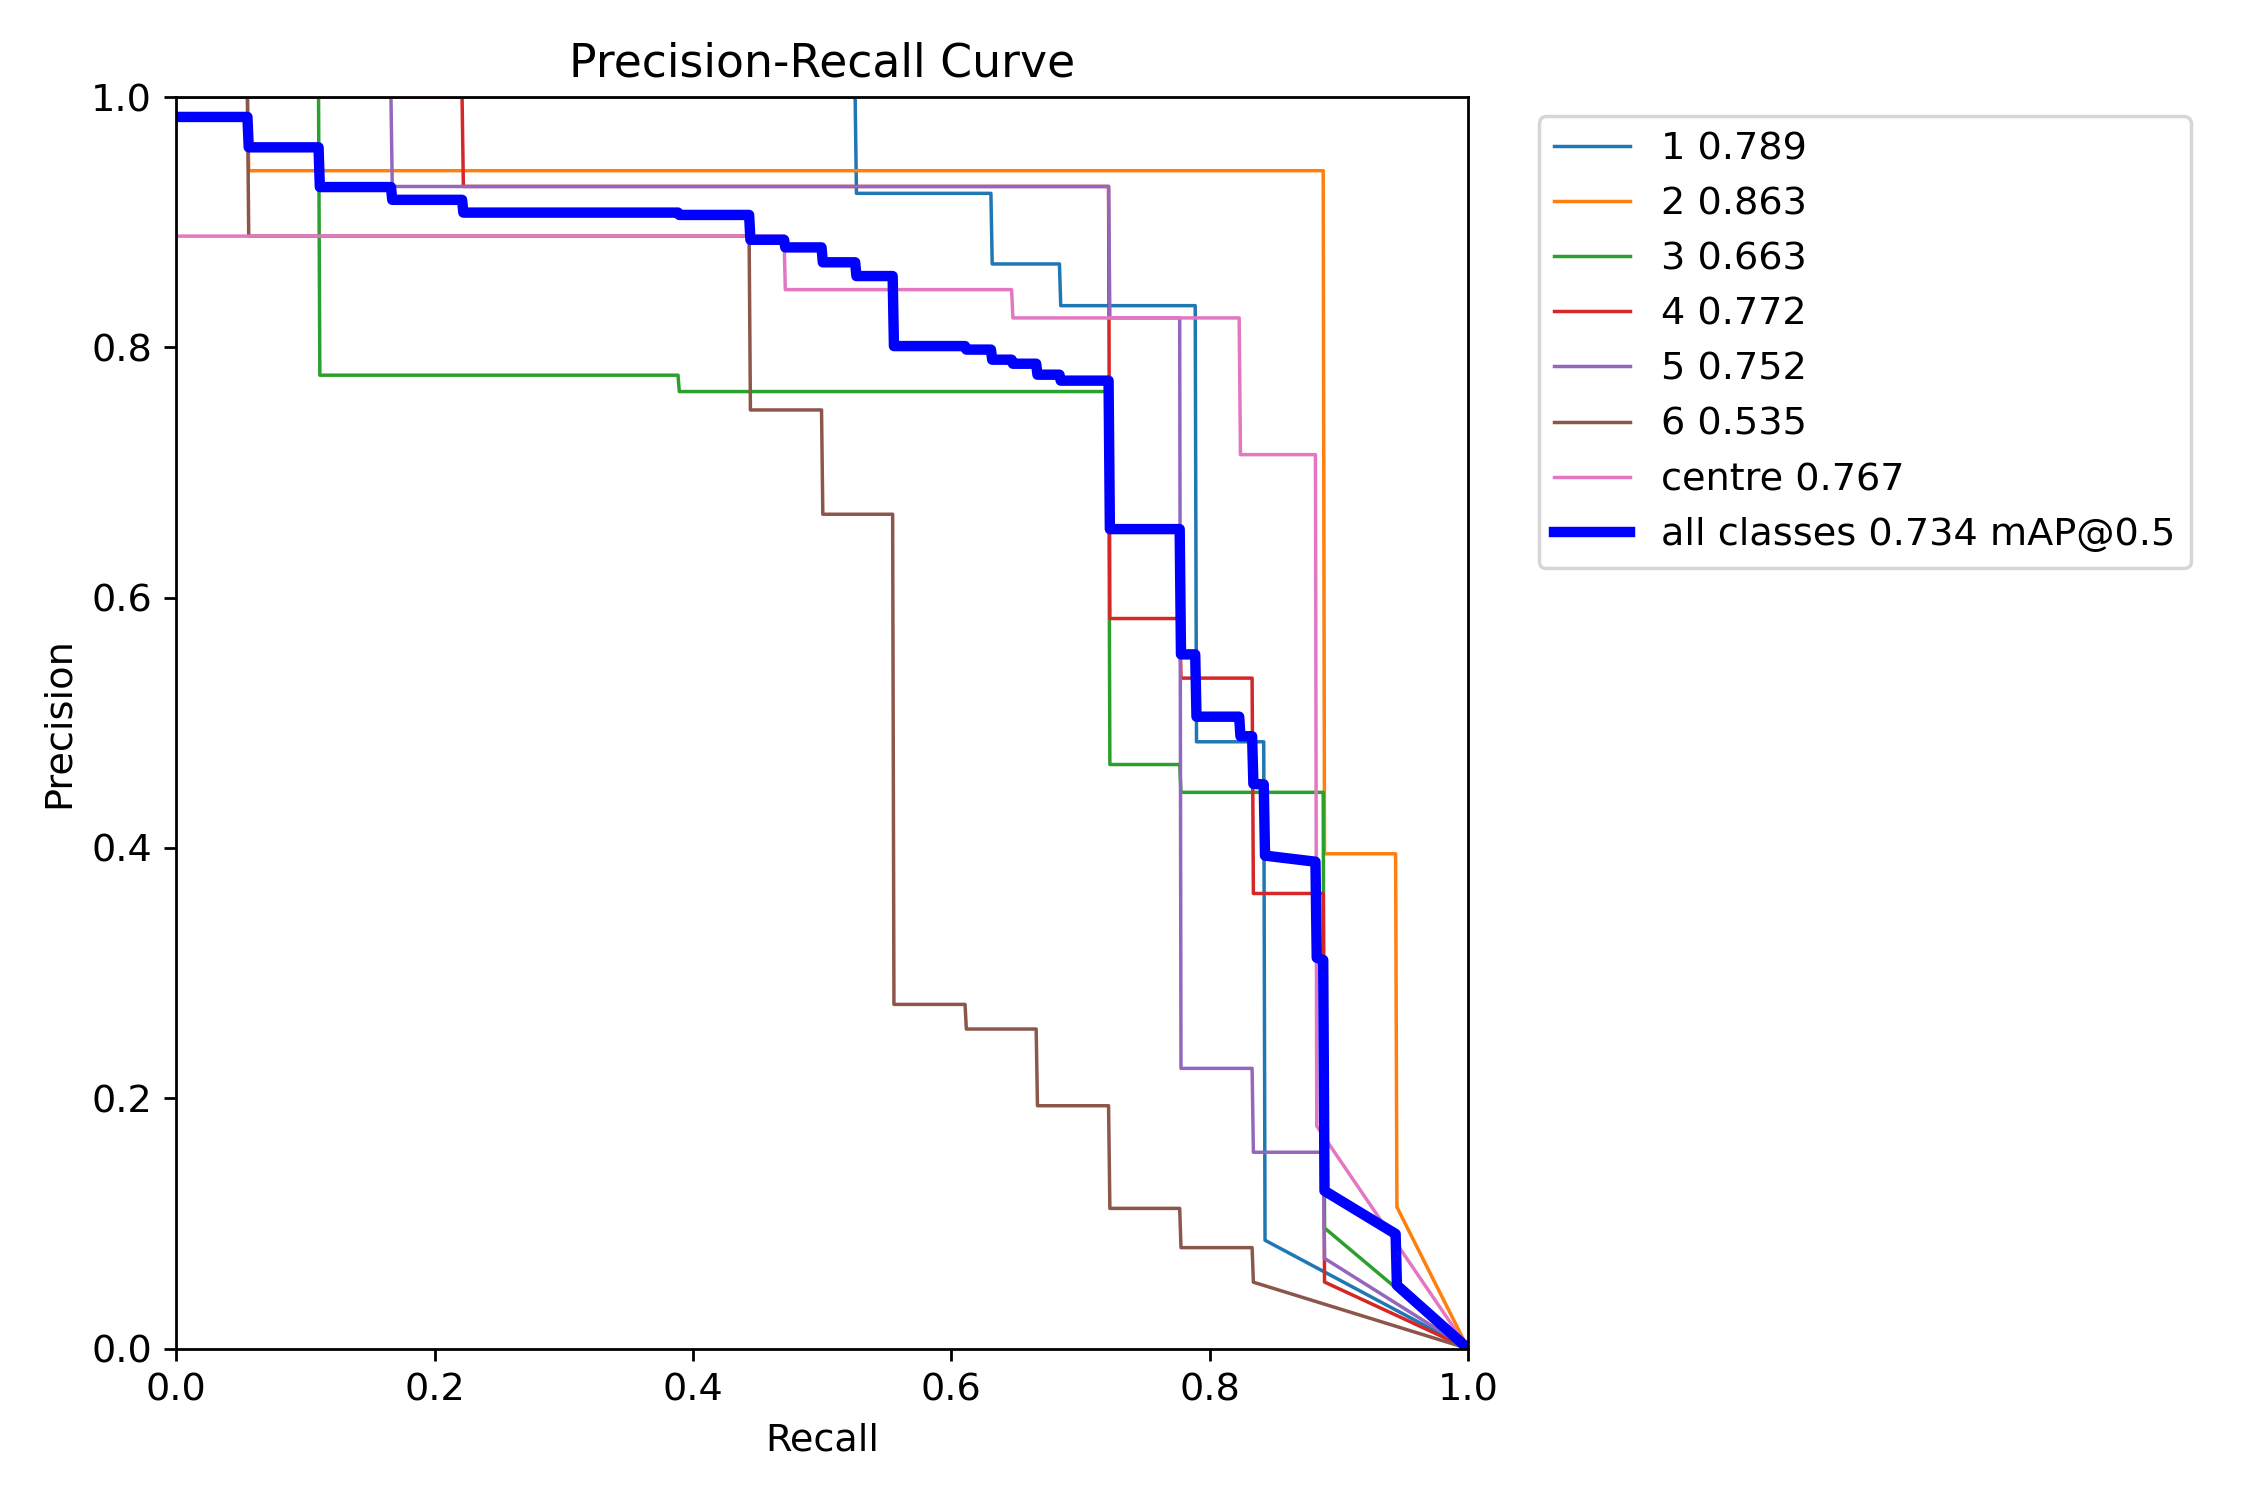 Precision-Recall Curve
1.0
0.8
0.6
0.4
0.2
0.0
Precision
0.0 0.2 0.4 0.6 0.8 1.0
Recall
1 0.789
2 0.863
3 0.663
4 0.772
5 0.752
6 0.535
centre 0.767
all classes 0.734 mAP@0.5